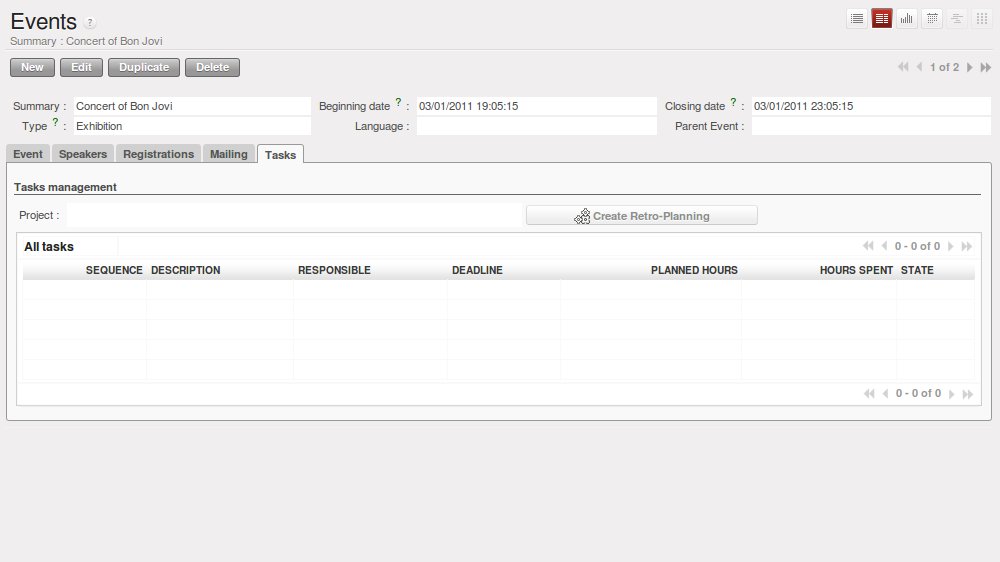 Events ?
Summary : Concert of Bon Jovi
New Edit Duplicate Delete 1 of 2
Summary : Concert of Bon Jovi Beginning date ? : 03/01/2011 19:05:15 Closing date ? : 03/01/2011 23:05:15
Type ? : Exhibition Language : Parent Event :
Event Speakers Registrations Mailing Tasks
Tasks management
Project : Create Retro-Planning
All tasks 0 - 0 of 0
SEQUENCE DESCRIPTION RESPONSIBLE DEADLINE PLANNED HOURS HOURS SPENT STATE
0 - 0 of 0